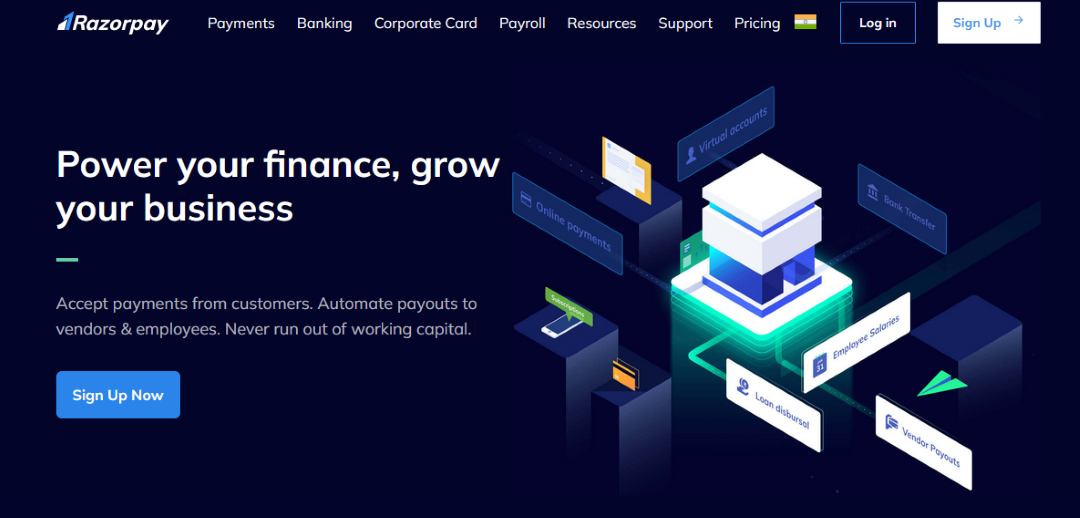 Razorpay
Payments
Banking
Corporate Card
Payroll
Resources
Support
Pricing
Log in
Sign Up →
Power your finance, grow
your business
Accept payments from customers. Automate payouts to
vendors & employees. Never run out of working capital.
Sign Up Now
Virtual accounts
Online payments
Bank Transfer
Subscriptions
Employee Salaries
31
Loan disbursal
Vendor Payouts